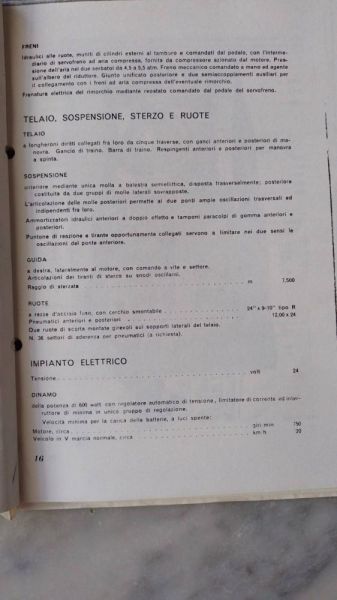 FRENI
Idraulici alle ruote, muniti di cilindri esterni al tamburo e comandati dal pedale, con l'interme-
diario di servofreno ad aria compressa, fornita da compressore azionato dal motore. Pres-
sione dell'aria nei due serbatoi da 4,5 a 5,5 atm. Freno meccanico comandato a mano ed agente
sull'albero del riduttore. Giunto unificato posteriore e due semiaccoppiamenti ausiliari per
il collegamento con i freni ad aria compressa dell'eventuale rimorchio.
Frenatura elettrica del rimorchio mediante reostato comandato dal pedale del servofreno.
TELAIO, SOSPENSIONE, STERZO E RUOTE
TELAIO
a longheroni diritti collegati fra loro da cinque traverse, con ganci anteriori e posteriori di ma-
novra. Gancio di traino. Barra di traino. Respingenti anteriori e posteriori per manovra
a spinta.
SOSPENSIONE
anteriore mediante unica molla a balestra semiellittica, disposta trasversalmente; posteriore
costituita da due gruppi di molle laterali sovrapposte.
L'articolazione delle molle posteriori permette ai due ponti ampie oscillazioni trasversali ed
indipendenti fra loro.
Ammortizzatori idraulici anteriori a doppio effetto e tamponi paracolpi di gomma anteriori e
posteriori.
Puntone di reazione e tirante opportunamente collegati servono a limitare nei due sensi le
oscillazioni del ponte anteriore.
GUIDA
a destra, lateralmente al motore, con comando a vite e settore.
Articolazioni dei tiranti di sterzo su snodi oscillanti.
Raggio di sterzata m 7,500
RUOTE
a razze d'acciaio fuso, con cerchio smontabile 24" x 9-10" tipo R
Pneumatici anteriori e posteriori 12,00 x 24
Due ruote di scorta montate girevoli sui supporti laterali del telaio.
N. 36 settori di aderenza per pneumatici (a richiesta).
IMPIANTO ELETTRICO
Tensione volt 24
DINAMO
della potenza di 600 watt con regolatore automatico di tensione, limitatore di corrente ed inter-
ruttore di minima in unico gruppo di regolazione.
Velocità minima per la carica delle batterie, a luci spente:
Motore, circa giri min 750
Veicolo in V marcia normale, circa km/h 20
16